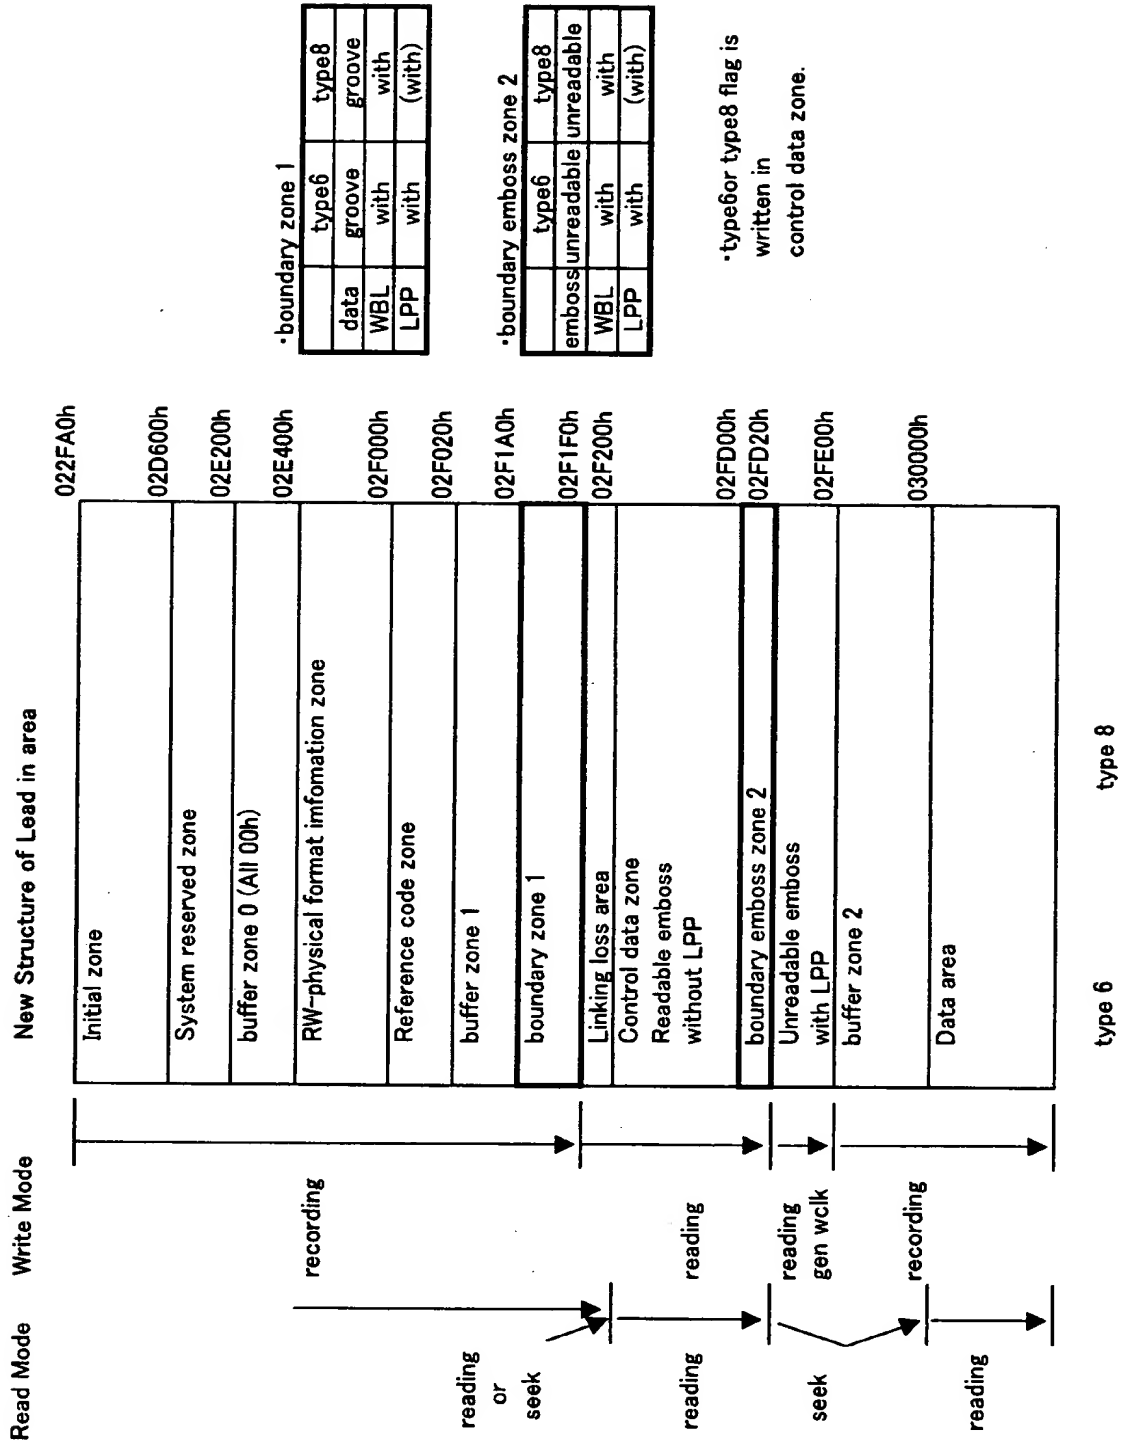 New Structure of Lead in area
Read Mode
Write Mode
022FA0h
Initial zone
02D600h
System reserved zone
02E200h
buffer zone 0 (All 00h)
02E400h
RW-physical format imfomation zone
02F000h
Reference code zone
02F020h
buffer zone 1
02F1A0h
boundary zone 1
02F1F0h
Linking loss area
02F200h
Control data zone
Readable emboss
without LPP
02FD00h
boundary emboss zone 2
02FD20h
Unreadable emboss
with LPP
02FE00h
buffer zone 2
030000h
Data area
type 6
type 8
recording
reading
reading
gen wclk
recording
reading
or
seek
reading
seek
reading
·boundary zone 1
type6 type8
data groove groove
WBL with with
LPP with (with)
·boundary emboss zone 2
type6 type8
emboss unreadable unreadable
WBL with with
LPP with (with)
·type6or type8 flag is
written in
control data zone.